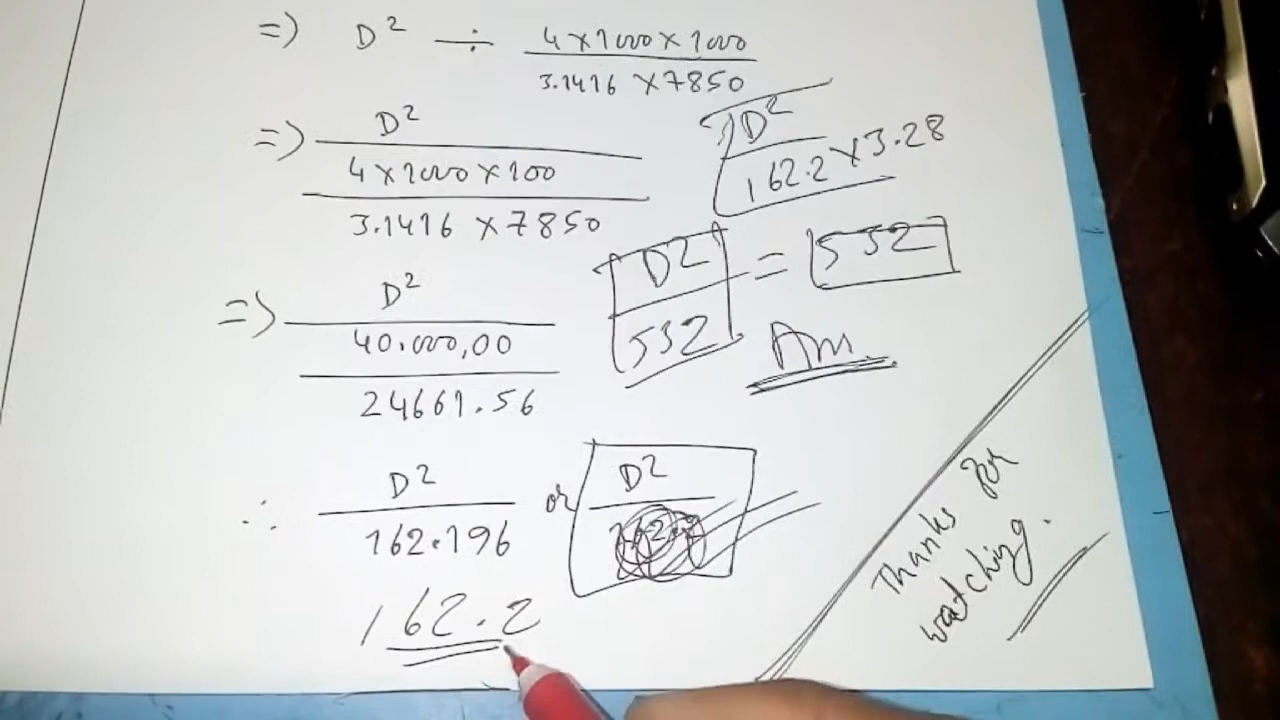 => D² ÷ 4×1000×1000
3.1416 ×7850
=> D²
4×1000×100
3.1416 ×7850
=> D²
40.000,00
24661.56
∴ D² or D²
162.196
162.2
D²
162.2×3.28
D² = 532
532
Ans.
Thanks for
watching.